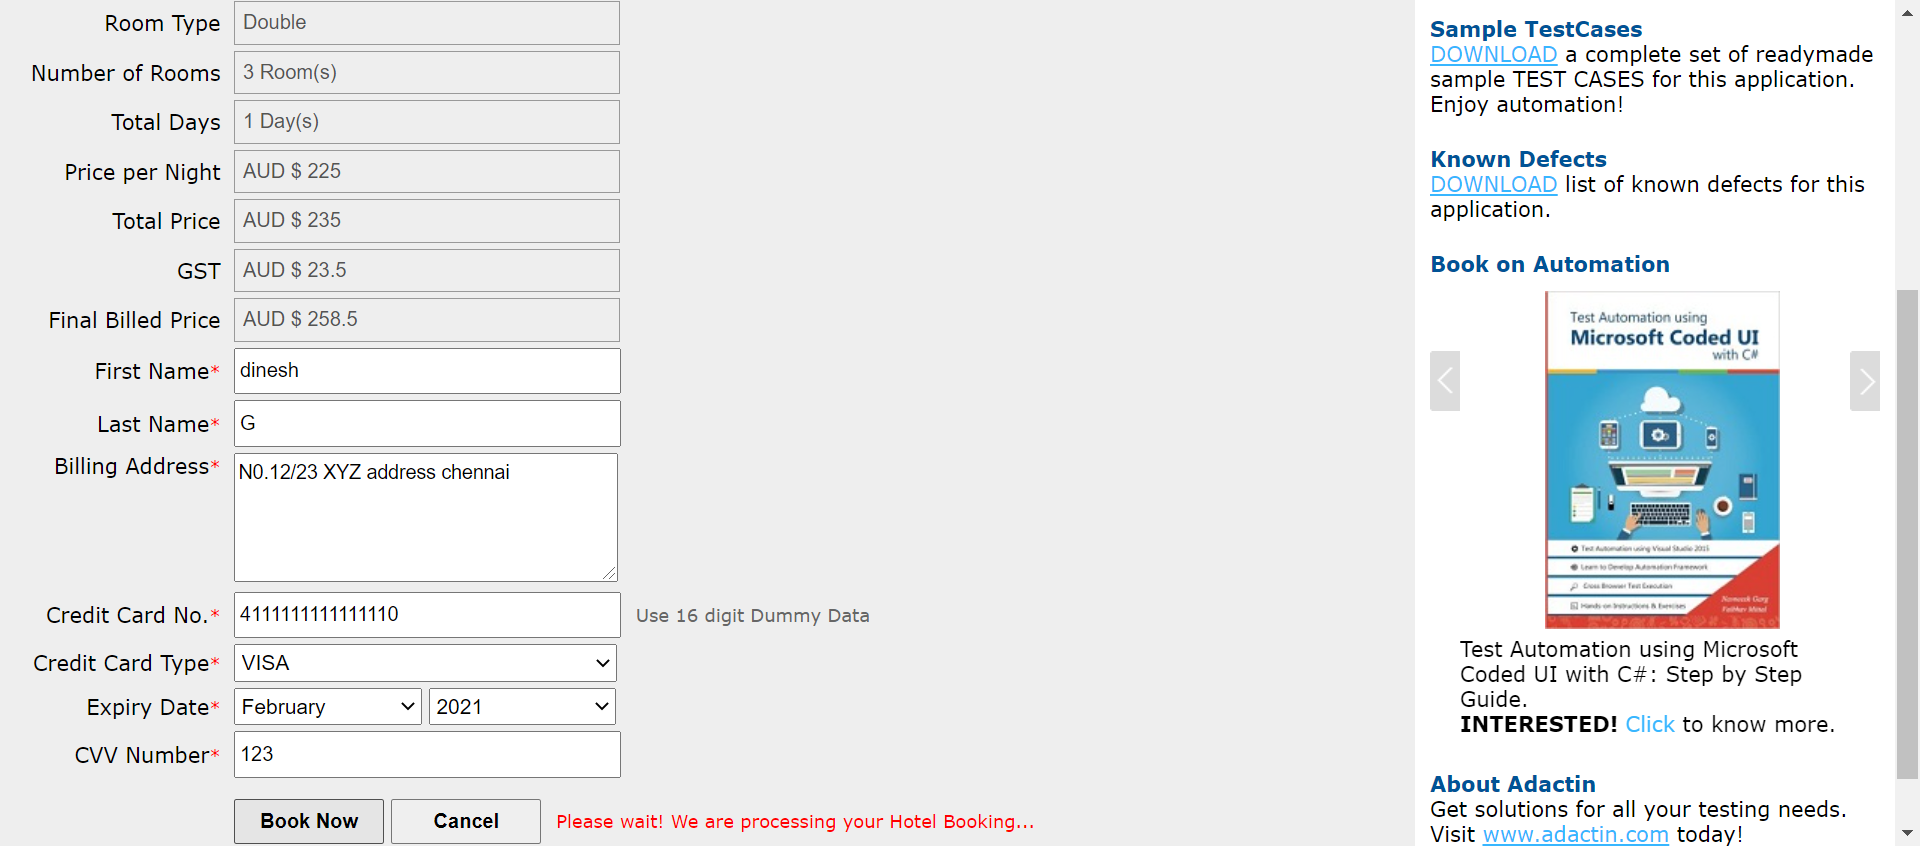 Room Type Double
Number of Rooms 3 Room(s)
Total Days 1 Day(s)
Price per Night AUD $ 225
Total Price AUD $ 235
GST AUD $ 23.5
Final Billed Price AUD $ 258.5
First Name* dinesh
Last Name* G
Billing Address* N0.12/23 XYZ address chennai
Credit Card No.* 4111111111111110 Use 16 digit Dummy Data
Credit Card Type* VISA
Expiry Date* February 2021
CVV Number* 123
Book Now Cancel Please wait! We are processing your Hotel Booking...
Sample TestCases
DOWNLOAD a complete set of readymade
sample TEST CASES for this application.
Enjoy automation!
Known Defects
DOWNLOAD list of known defects for this
application.
Book on Automation
Test Automation using
Microsoft Coded UI
with C#
Test Automation using Visual Studio 2015
Learn to Develop Automation Framework
Cross Browser Test Execution
Hands-on Instructions & Exercises
Test Automation using Microsoft
Coded UI with C#: Step by Step
Guide.
INTERESTED! Click to know more.
About Adactin
Get solutions for all your testing needs.
Visit www.adactin.com today!